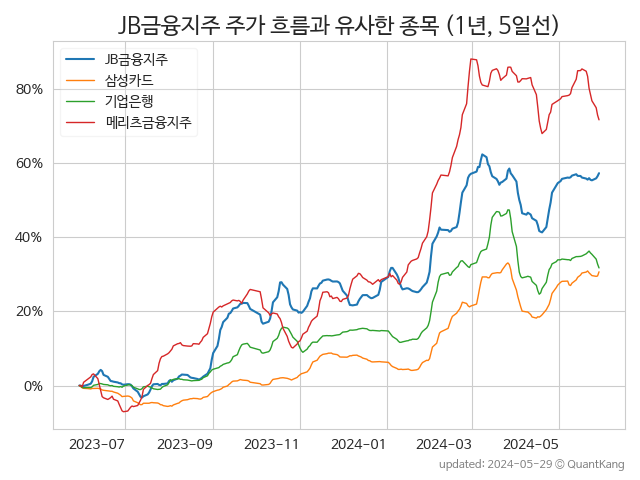 JB금융지주 주가 흐름과 유사한 종목 (1년, 5일선)
JB금융지주
삼성카드
기업은행
메리츠금융지주
80%
60%
40%
20%
0%
2023-07 2023-09 2023-11 2024-01 2024-03 2024-05
updated: 2024-05-29 © QuantKang